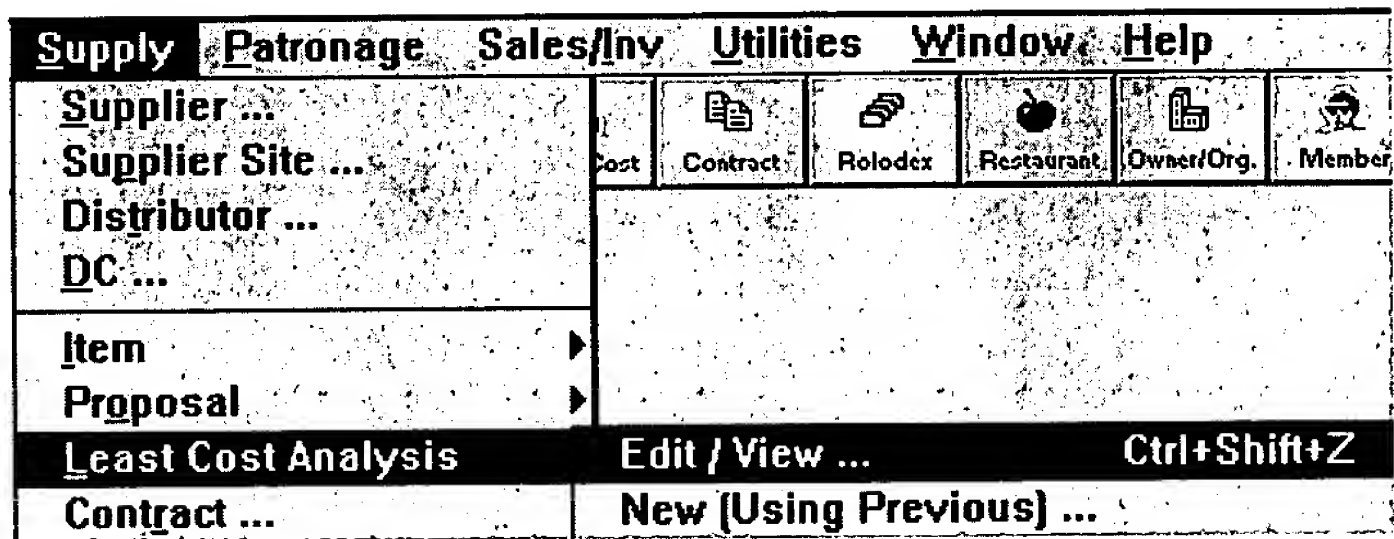 Supply Patronage Sales/Inv Utilities Window Help
Supplier ...
Cost Contract Rolodex Restaurant Owner/Org. Member
Supplier Site ...
Distributor ...
DC ...
Item
Proposal
Least Cost Analysis Edit / View ... Ctrl+Shift+Z
Contract ... New (Using Previous) ...